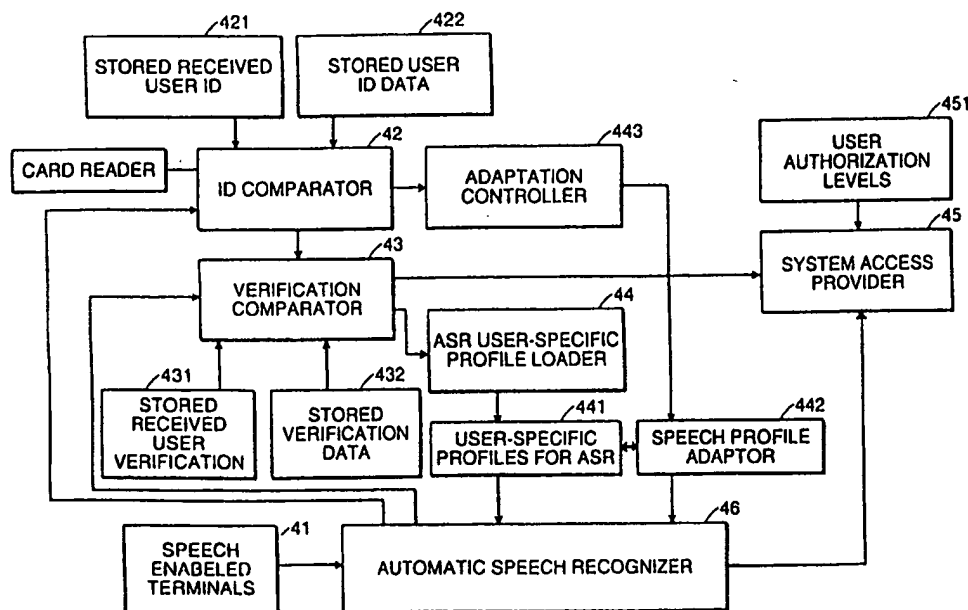 421
422
STORED RECEIVED
USER ID
STORED USER
ID DATA
451
42
443
USER
AUTHORIZATION
LEVELS
CARD READER
ID COMPARATOR
ADAPTATION
CONTROLLER
43
45
VERIFICATION
COMPARATOR
SYSTEM ACCESS
PROVIDER
44
ASR USER-SPECIFIC
PROFILE LOADER
431
432
STORED
RECEIVED
USER
VERIFICATION
STORED
VERIFICATION
DATA
441
442
USER-SPECIFIC
PROFILES FOR ASR
SPEECH PROFILE
ADAPTOR
41
46
SPEECH
ENABELED
TERMINALS
AUTOMATIC SPEECH RECOGNIZER